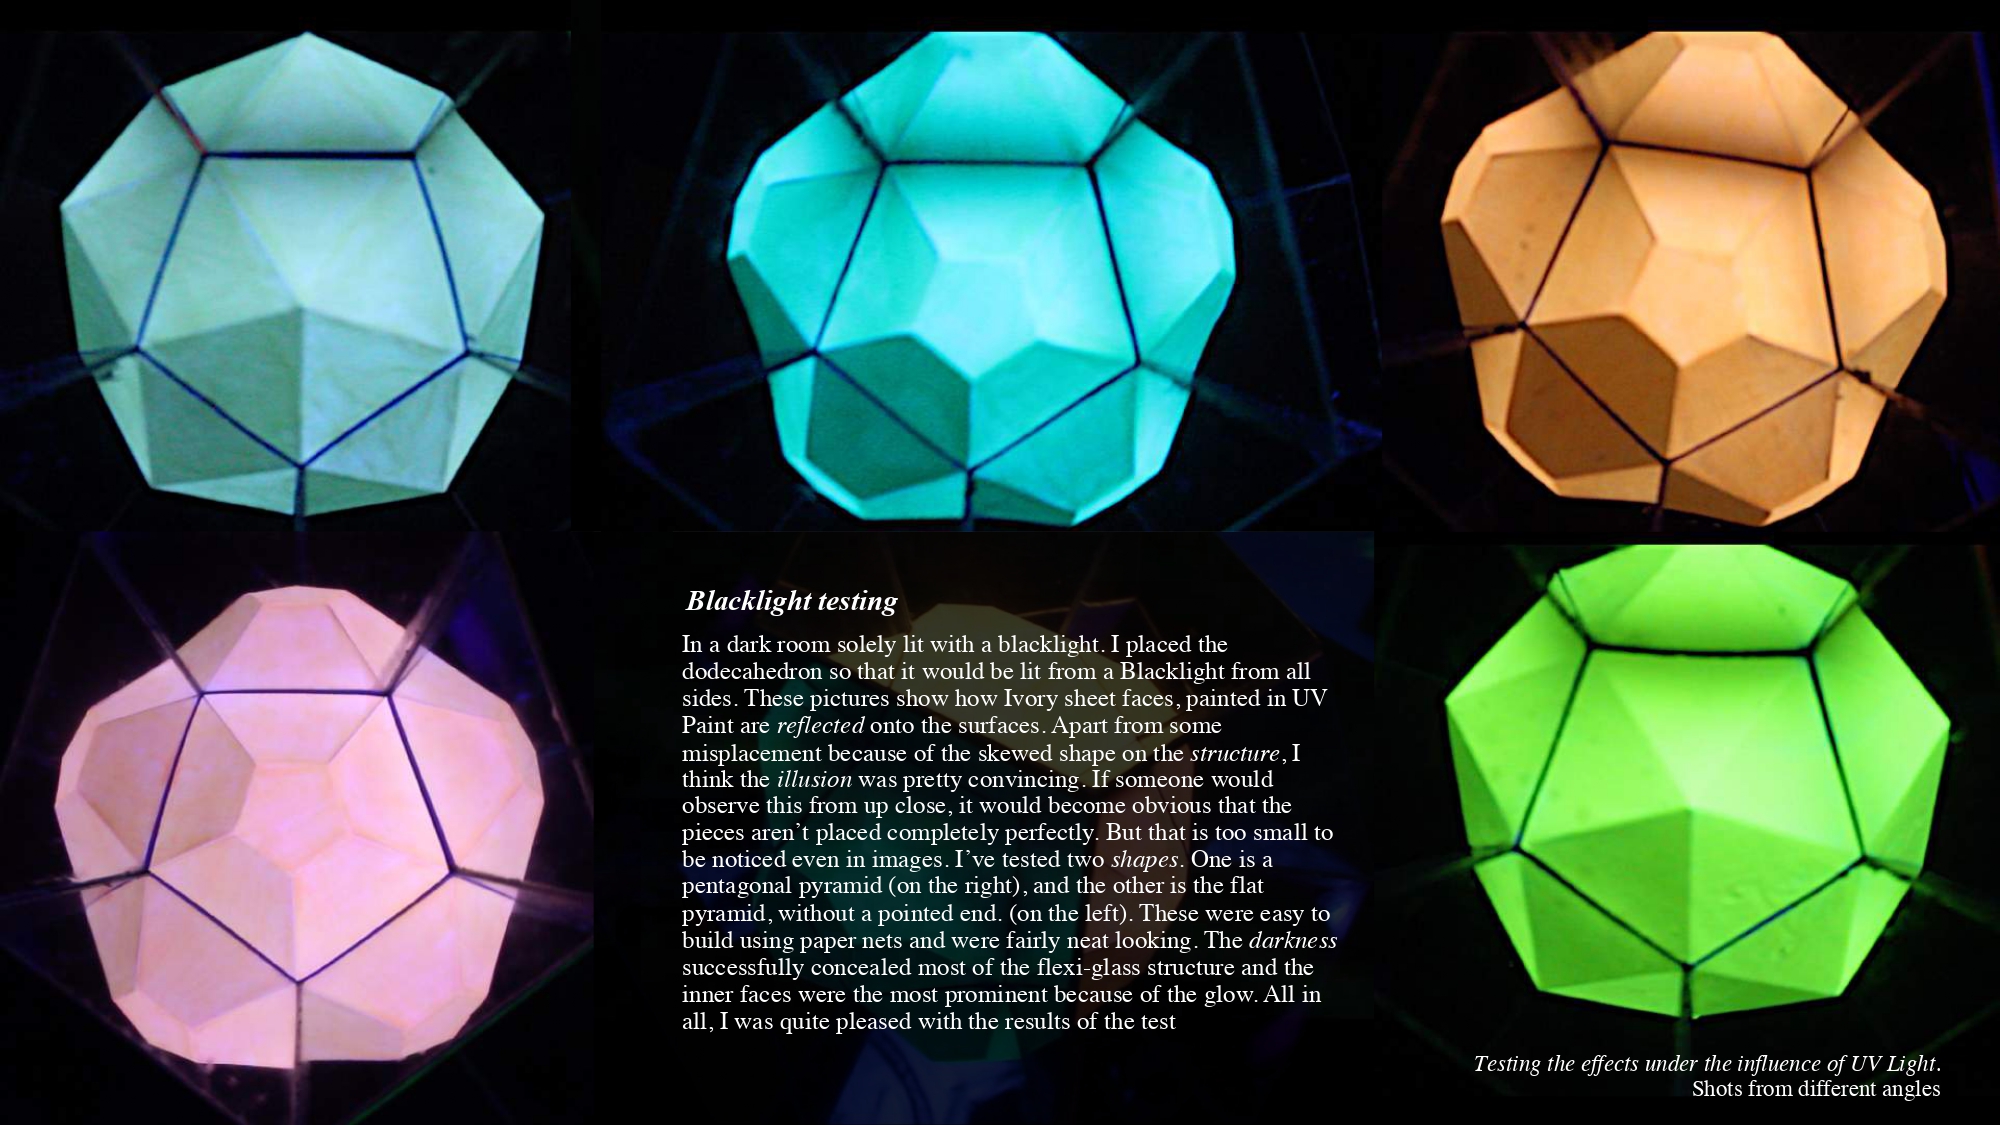 Blacklight testing
In a dark room solely lit with a blacklight. I placed the
dodecahedron so that it would be lit from a Blacklight from all
sides. These pictures show how Ivory sheet faces, painted in UV
Paint are reflected onto the surfaces. Apart from some
misplacement because of the skewed shape on the structure, I
think the illusion was pretty convincing. If someone would
observe this from up close, it would become obvious that the
pieces aren’t placed completely perfectly. But that is too small to
be noticed even in images. I’ve tested two shapes. One is a
pentagonal pyramid (on the right), and the other is the flat
pyramid, without a pointed end. (on the left). These were easy to
build using paper nets and were fairly neat looking. The darkness
successfully concealed most of the flexi-glass structure and the
inner faces were the most prominent because of the glow. All in
all, I was quite pleased with the results of the test
Testing the effects under the influence of UV Light.
Shots from different angles